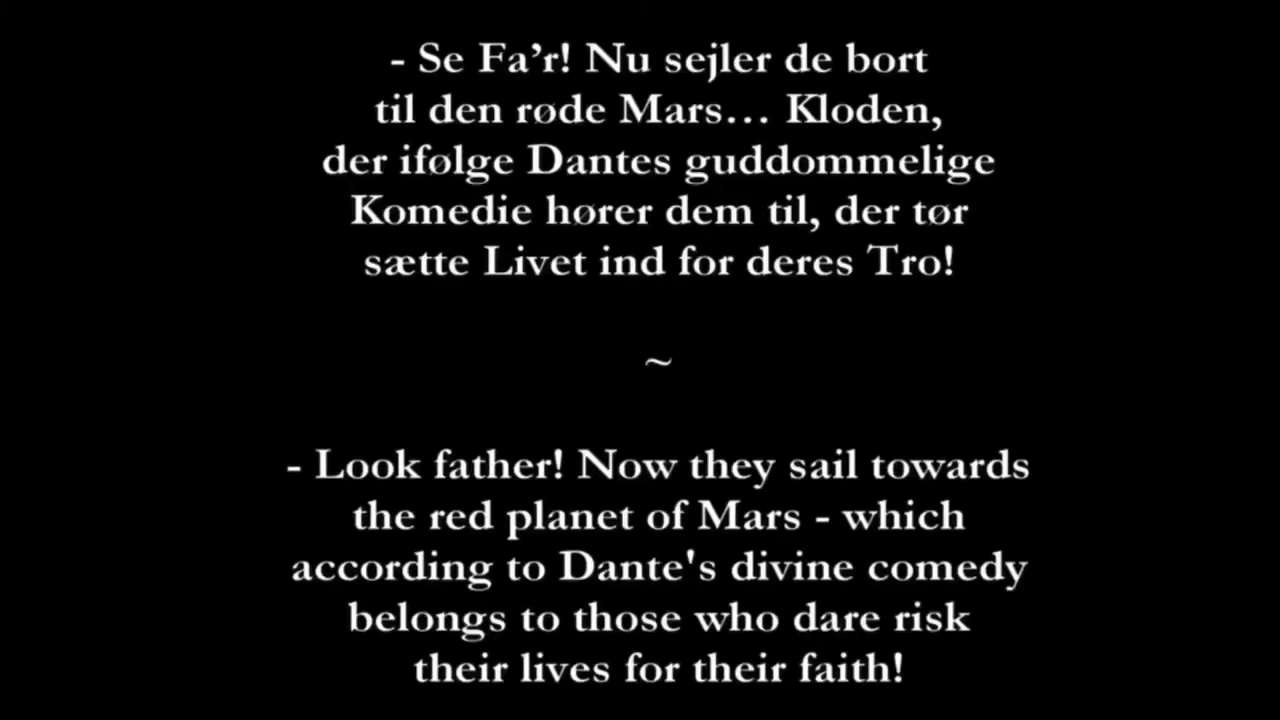 - Se Fa’r! Nu sejler de bort
til den røde Mars… Kloden,
der ifølge Dantes guddommelige
Komedie hører dem til, der tør
sætte Livet ind for deres Tro!
~
- Look father! Now they sail towards
the red planet of Mars - which
according to Dante's divine comedy
belongs to those who dare risk
their lives for their faith!